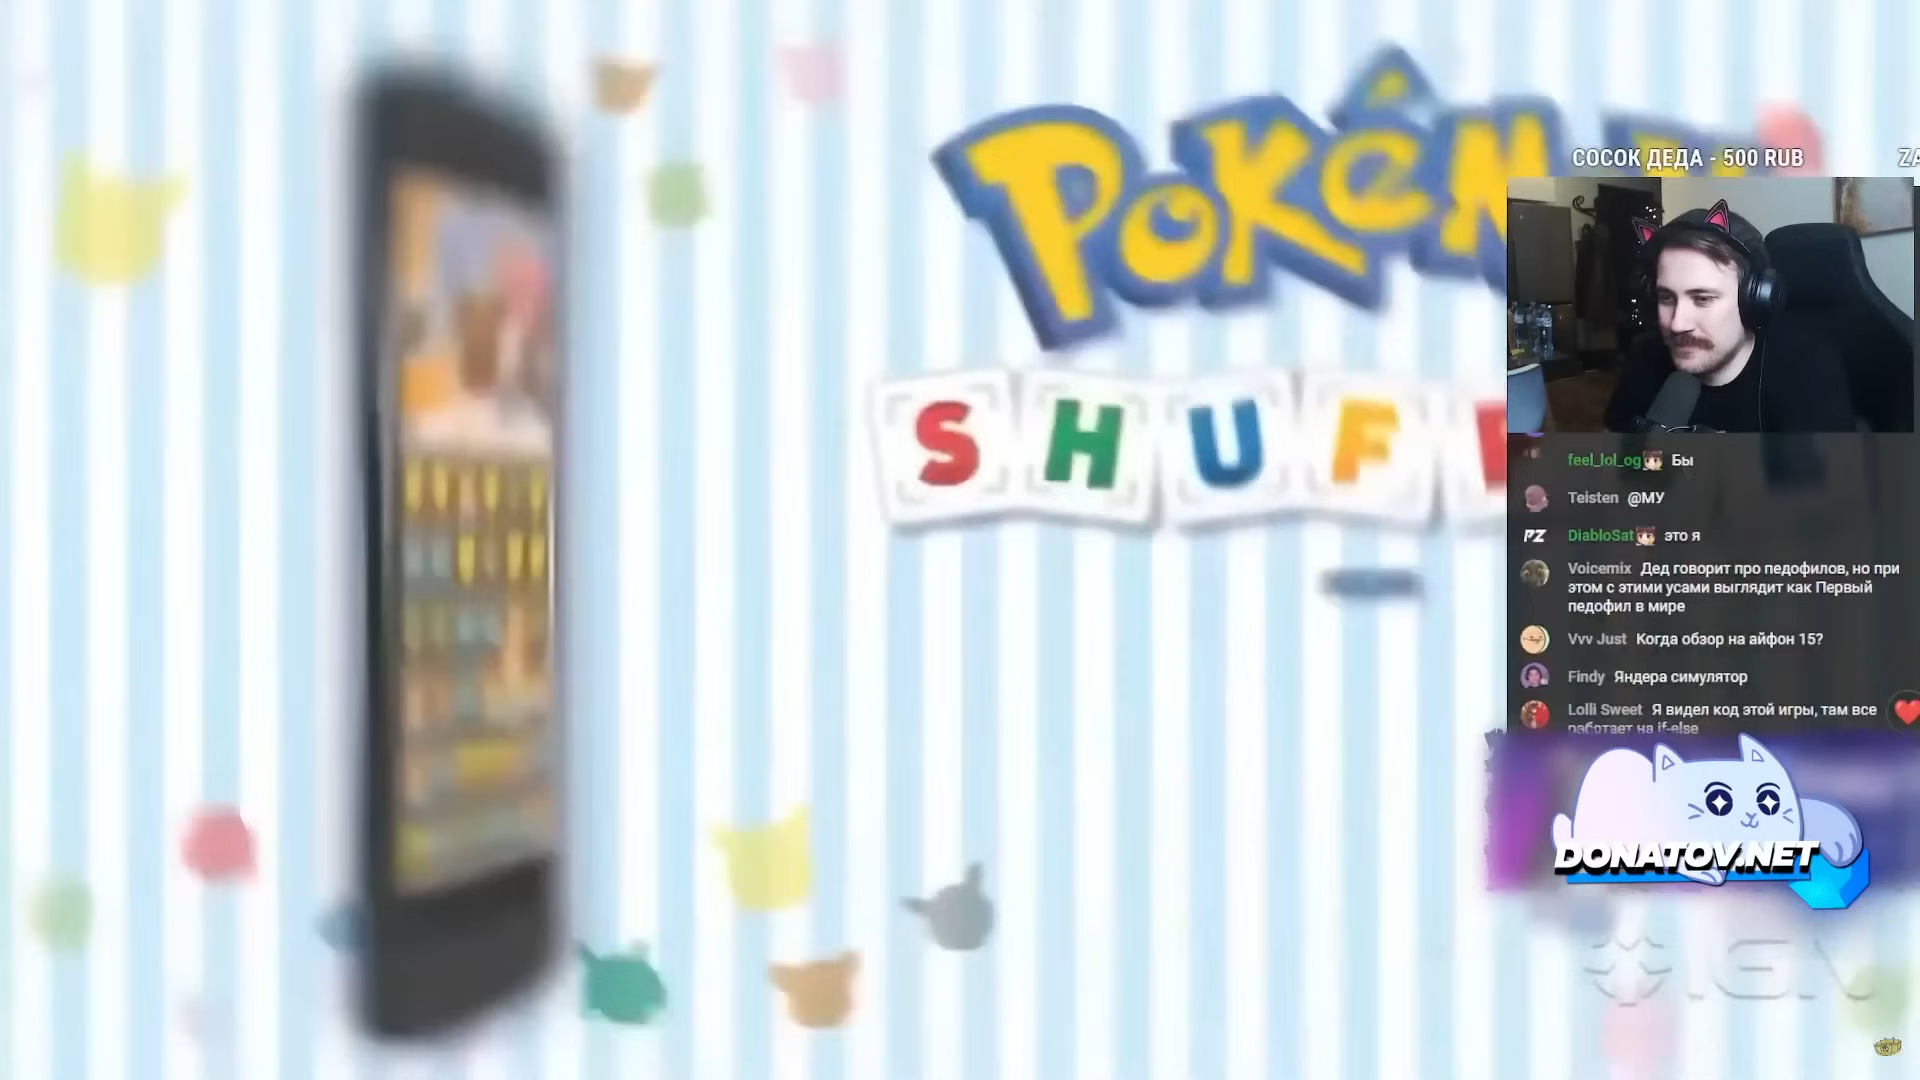 POKÉM
SHUF
СОСОК ДЕДА - 500 RUB
ZA
feel_lol_og Бы
Teisten @МУ
PZ DiabloSat это я
Voicemix Дед говорит про педофилов, но при
этом с этими усами выглядит как Первый
педофил в мире
Vvv Just Когда обзор на айфон 15?
Findy Яндера симулятор
Lolli Sweet Я видел код этой игры, там все
работает на if-else
DONATOV.NET
IGN